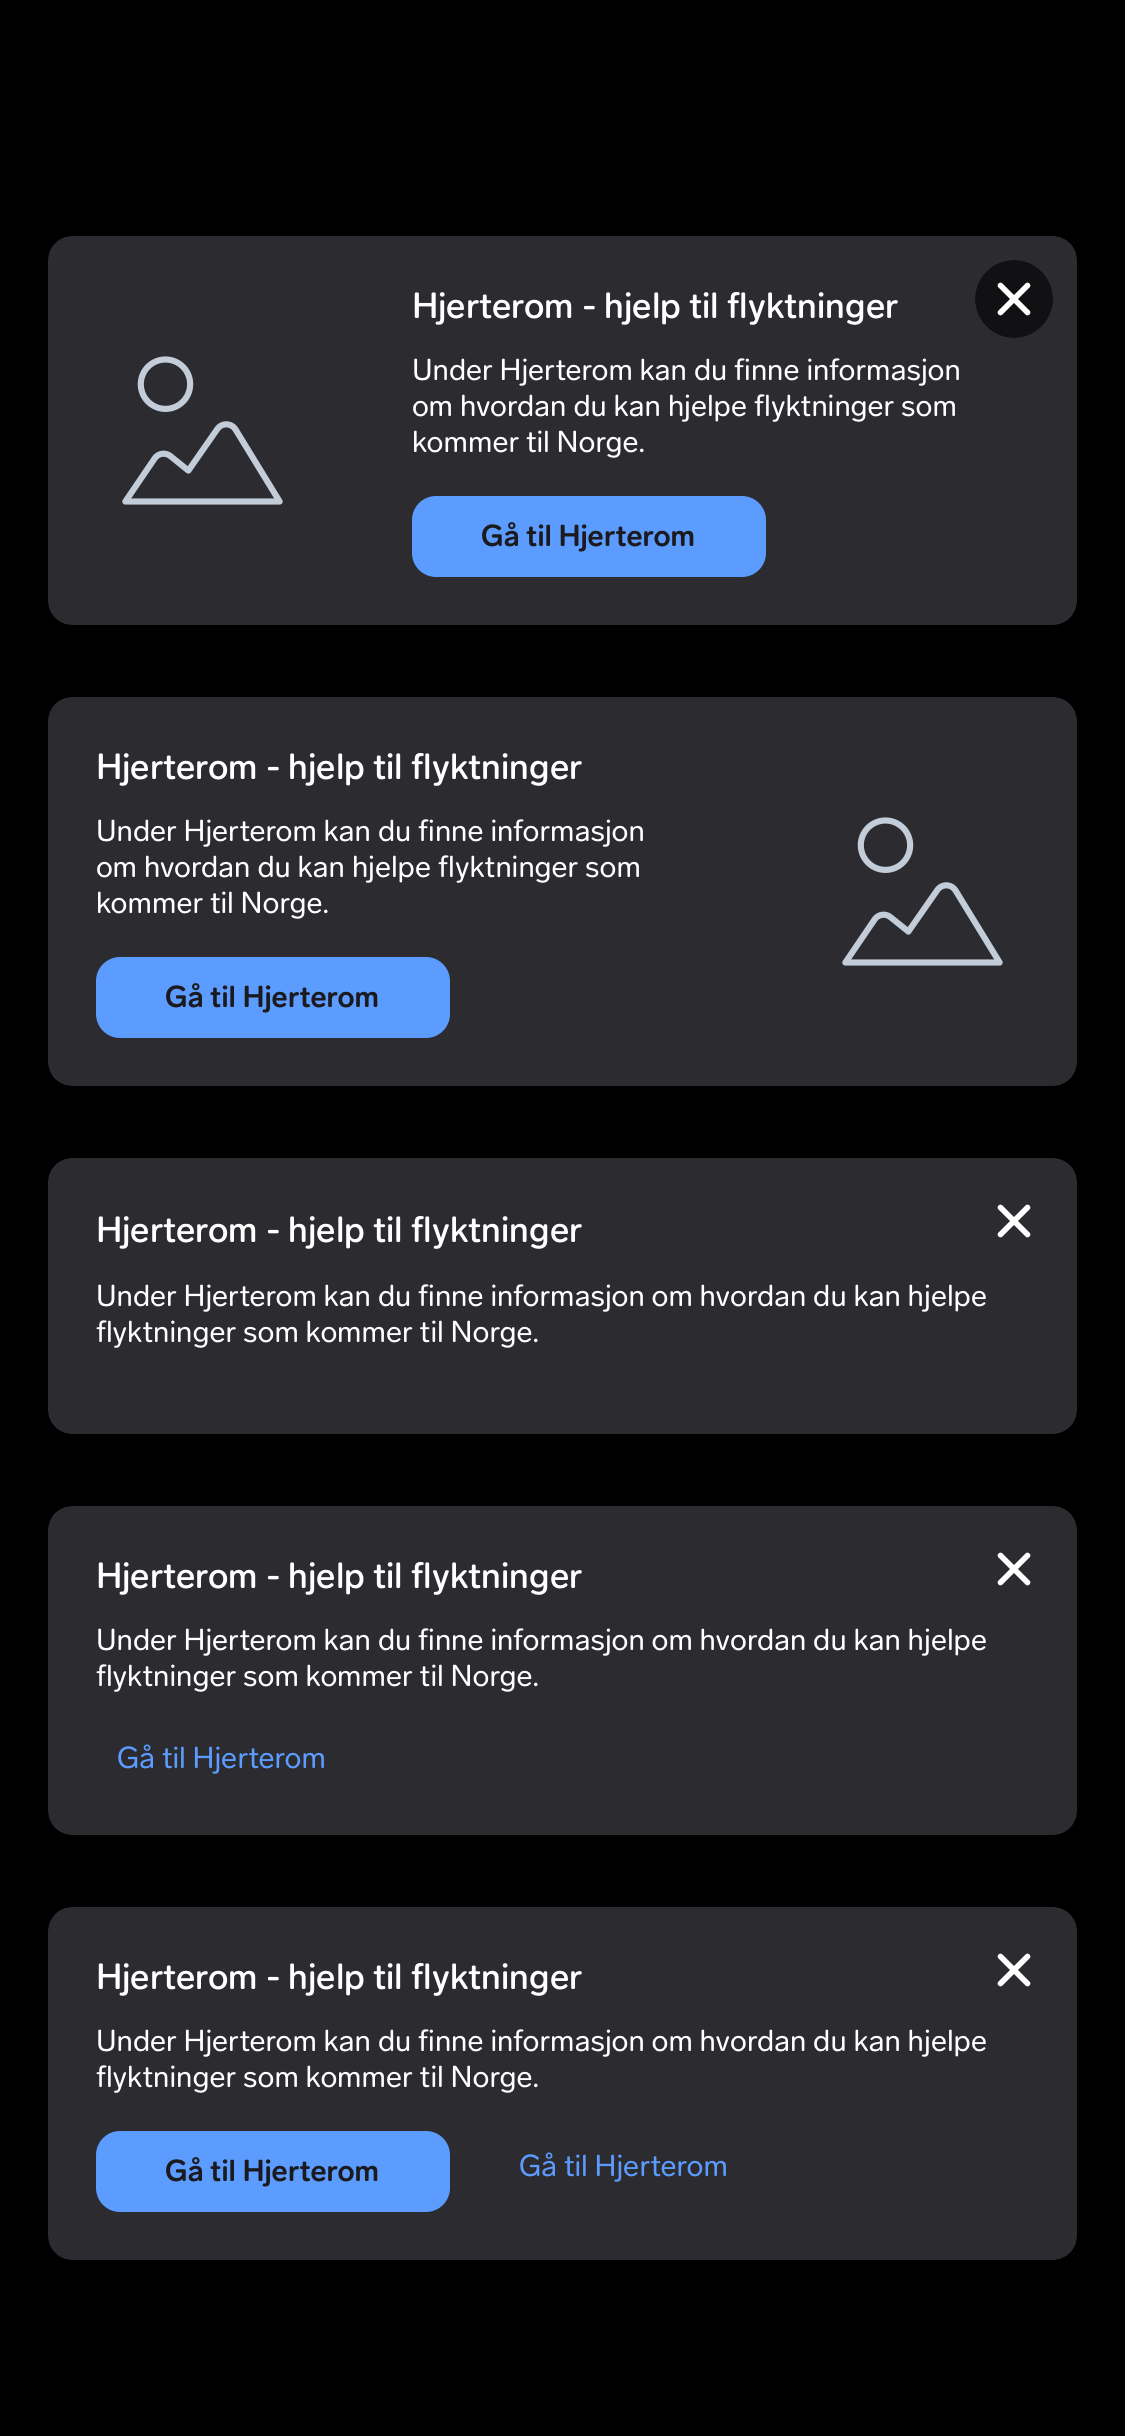 Hjerterom - hjelp til flyktninger
Under Hjerterom kan du finne informasjon
om hvordan du kan hjelpe flyktninger som
kommer til Norge.
Gå til Hjerterom
Hjerterom - hjelp til flyktninger
Under Hjerterom kan du finne informasjon
om hvordan du kan hjelpe flyktninger som
kommer til Norge.
Gå til Hjerterom
Hjerterom - hjelp til flyktninger
Under Hjerterom kan du finne informasjon om hvordan du kan hjelpe
flyktninger som kommer til Norge.
Hjerterom - hjelp til flyktninger
Under Hjerterom kan du finne informasjon om hvordan du kan hjelpe
flyktninger som kommer til Norge.
Gå til Hjerterom
Hjerterom - hjelp til flyktninger
Under Hjerterom kan du finne informasjon om hvordan du kan hjelpe
flyktninger som kommer til Norge.
Gå til Hjerterom Gå til Hjerterom